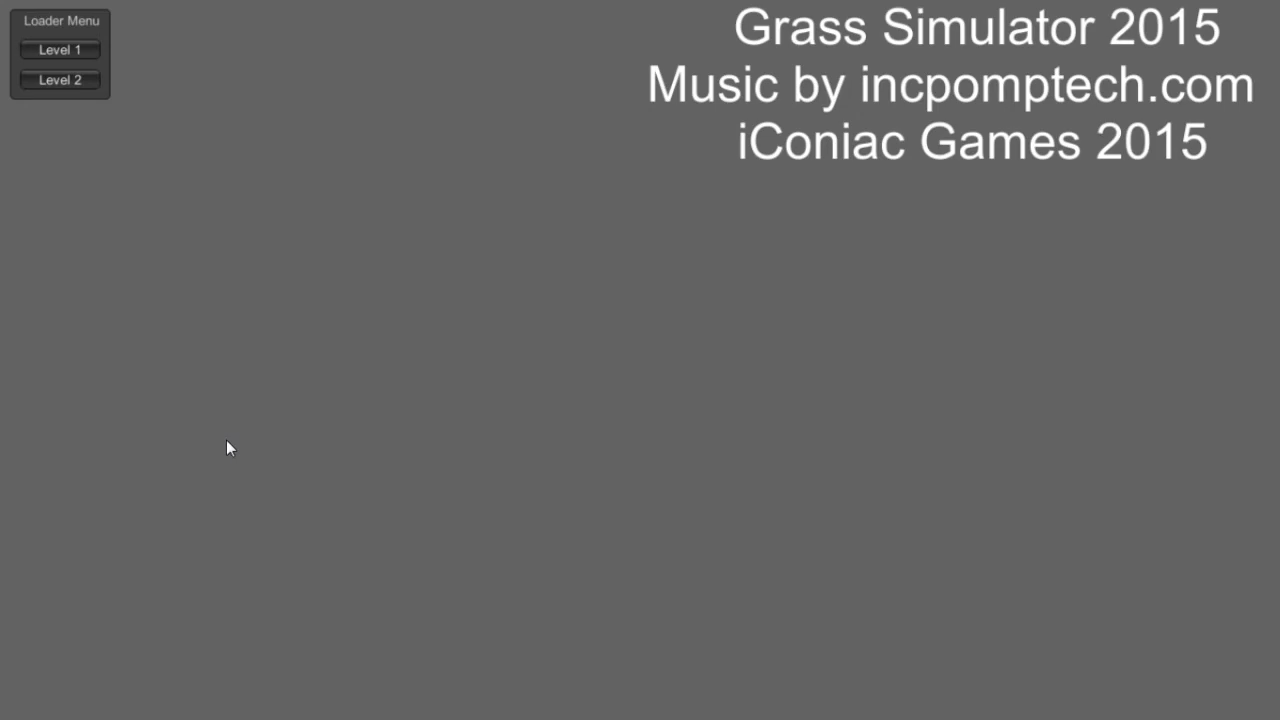 Loader Menu
Level 1
Level 2
Grass Simulator 2015
Music by incpomptech.com
iConiac Games 2015